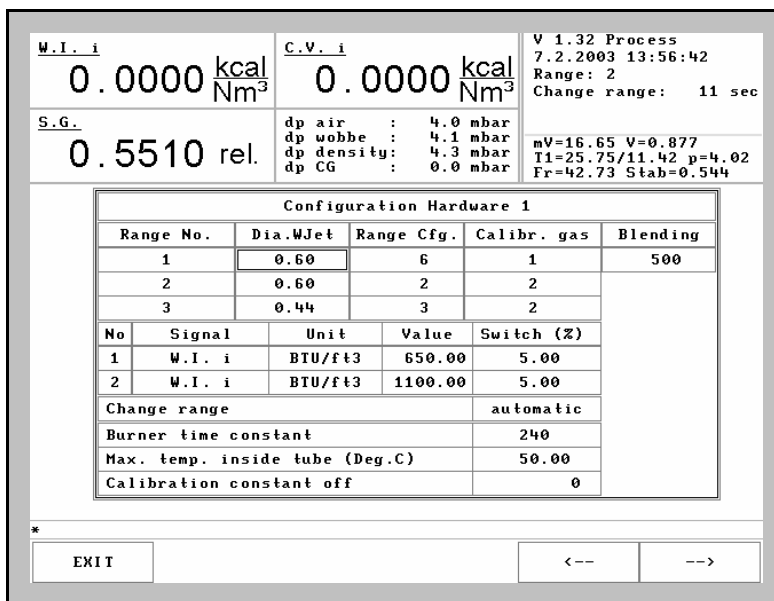 W.I. i
0.0000 kcal/Nm³
C.V. i
0.0000 kcal/Nm³
V 1.32 Process
7.2.2003 13:56:42
Range: 2
Change range: 11 sec
S.G.
0.5510 rel.
dp air : 4.0 mbar
dp wobbe : 4.1 mbar
dp density: 4.3 mbar
dp CG : 0.0 mbar
mV=16.65 V=0.877
T1=25.75/11.42 p=4.02
Fr=42.73 Stab=0.544
Configuration Hardware 1
Range No. Dia.WJet Range Cfg. Calibr. gas Blending
1 0.60 6 1 500
2 0.60 2 2
3 0.44 3 2
No Signal Unit Value Switch (%)
1 W.I. i BTU/ft3 650.00 5.00
2 W.I. i BTU/ft3 1100.00 5.00
Change range automatic
Burner time constant 240
Max. temp. inside tube (Deg.C) 50.00
Calibration constant off 0
*
EXIT <-- -->